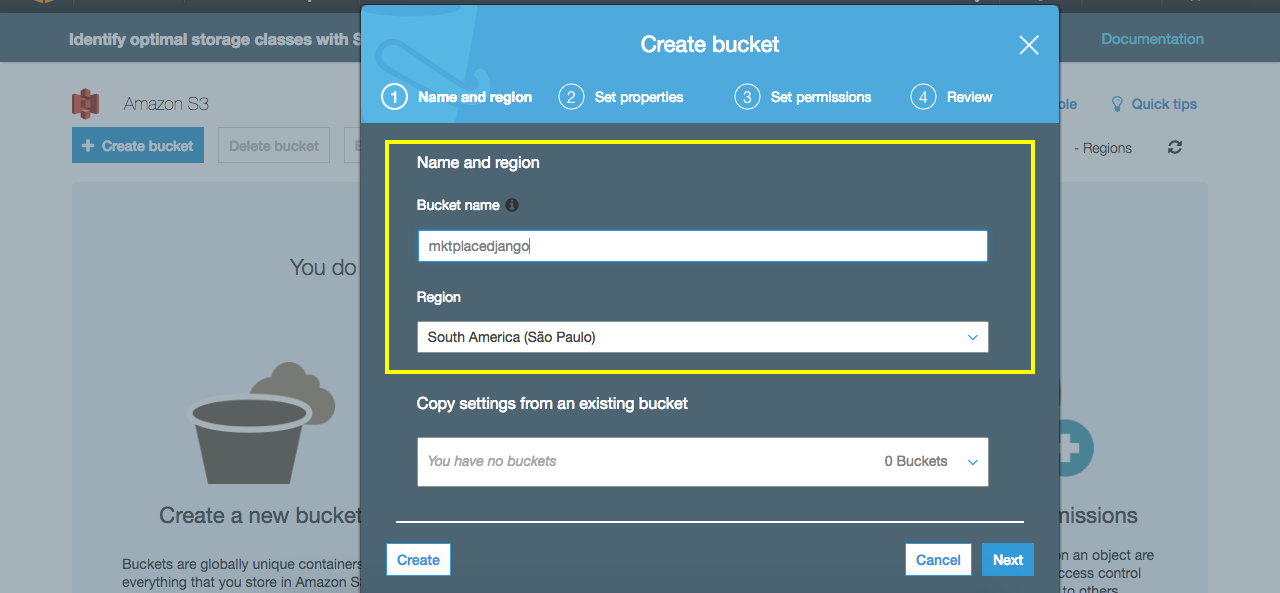 Identify optimal storage classes with S
Documentation
Amazon S3
Quick tips
Create bucket
Delete bucket
- Regions
You do
Create a new bucket
Buckets are globally unique containers
everything that you store in Amazon S
Create bucket
1 Name and region
2 Set properties
3 Set permissions
4 Review
Name and region
Bucket name
mktplacedjango
Region
South America (São Paulo)
Copy settings from an existing bucket
You have no buckets
0 Buckets
Create
Cancel
Next
missions
on an object are
ccess control
to others